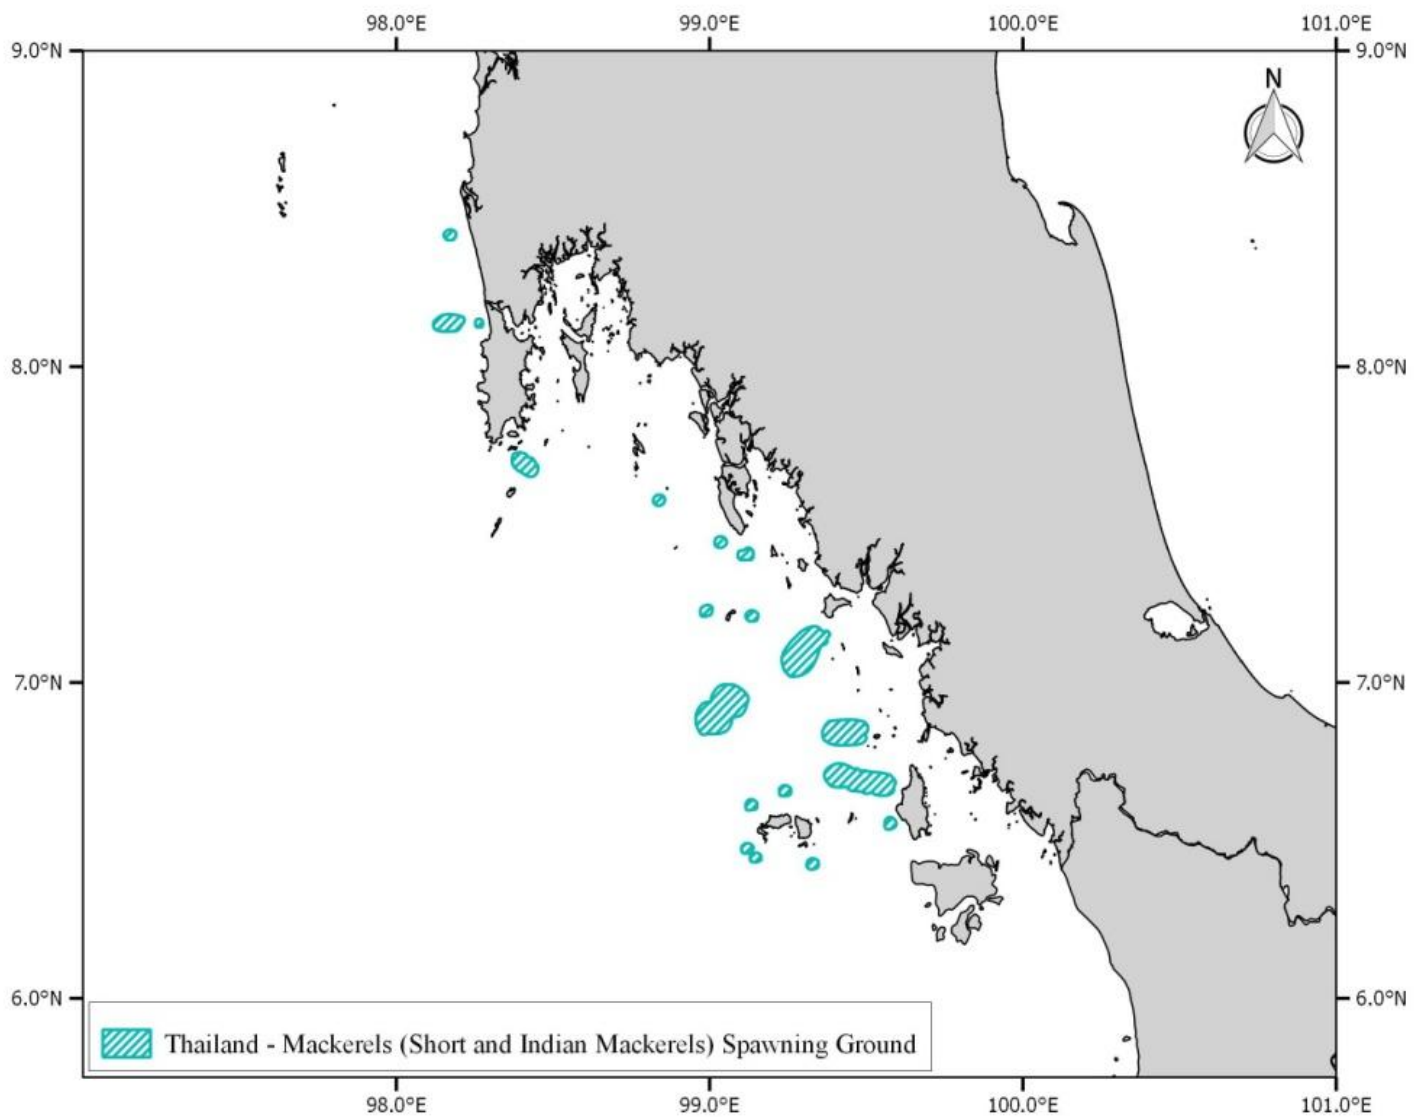 98.0°E 99.0°E 100.0°E 101.0°E
9.0°N 9.0°N
N
8.0°N 8.0°N
7.0°N 7.0°N
6.0°N 6.0°N
Thailand - Mackerels (Short and Indian Mackerels) Spawning Ground
98.0°E 99.0°E 100.0°E 101.0°E